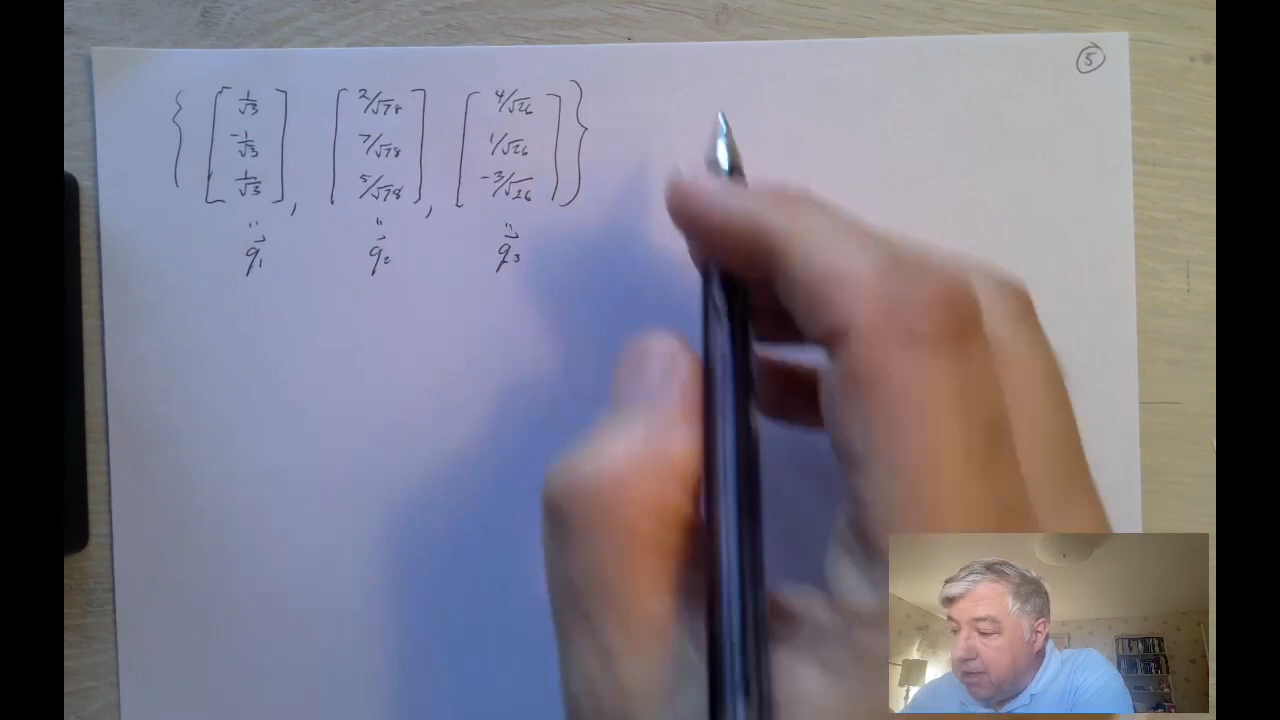 ⑤
{ [ 1/√3 ], [ 2/√78 ], [ 4/√26 ] }
[ -1/√3 ] [ 7/√78 ] [ 1/√26 ]
[ 1/√3 ] [ 5/√78 ] [ -3/√26 ]
" " "
q⃗₁ q⃗₂ q⃗₃